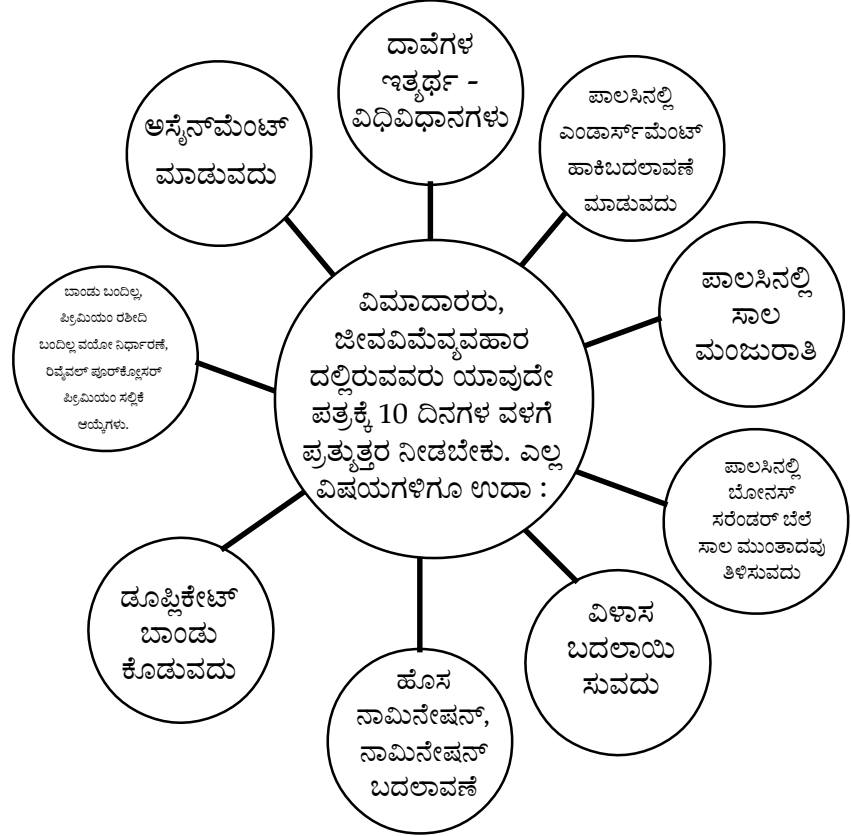 ದಾವೆಗಳ
ಇತ್ಯರ್ಥ -
ವಿಧಿವಿಧಾನಗಳು
ಪಾಲಸಿನಲ್ಲಿ
ಎಂಡಾರ್ಸ್‌ಮೆಂಟ್
ಹಾಕಿಬದಲಾವಣೆ
ಮಾಡುವದು
ಪಾಲಸಿನಲ್ಲಿ
ಸಾಲ
ಮಂಜುರಾತಿ
ಪಾಲಸಿನಲ್ಲಿ
ಬೋನಸ್
ಸರೆಂಡರ್ ಬೆಲೆ
ಸಾಲ ಮುಂತಾದವು
ತಿಳಿಸುವದು
ವಿಳಾಸ
ಬದಲಾಯಿ
ಸುವದು
ಹೊಸ
ನಾಮಿನೇಷನ್,
ನಾಮಿನೇಷನ್
ಬದಲಾವಣೆ
ಡೂಪ್ಲಿಕೇಟ್
ಬಾಂಡು
ಕೊಡುವದು
ಬಾಂಡು ಬಂದಿಲ್ಲ,
ಪ್ರೀಮಿಯಂ ರಶೀದಿ
ಬಂದಿಲ್ಲ ವಯೋ ನಿರ್ಧಾರಣೆ,
ರಿವೈವಲ್ ಪೂರ್‌ಕ್ಲೋಸರ್
ಪ್ರೀಮಿಯಂ ಸಲ್ಲಿಕೆ
ಆಯ್ಕೆಗಳು.
ಅಸೈನ್‌ಮೆಂಟ್
ಮಾಡುವದು
ವಿಮಾದಾರರು,
ಜೀವವಿಮೆವ್ಯವಹಾರ
ದಲ್ಲಿರುವವರು ಯಾವುದೇ
ಪತ್ರಕ್ಕೆ 10 ದಿನಗಳ ವಳಗೆ
ಪ್ರತ್ಯುತ್ತರ ನೀಡಬೇಕು. ಎಲ್ಲ
ವಿಷಯಗಳಿಗೂ ಉದಾ :